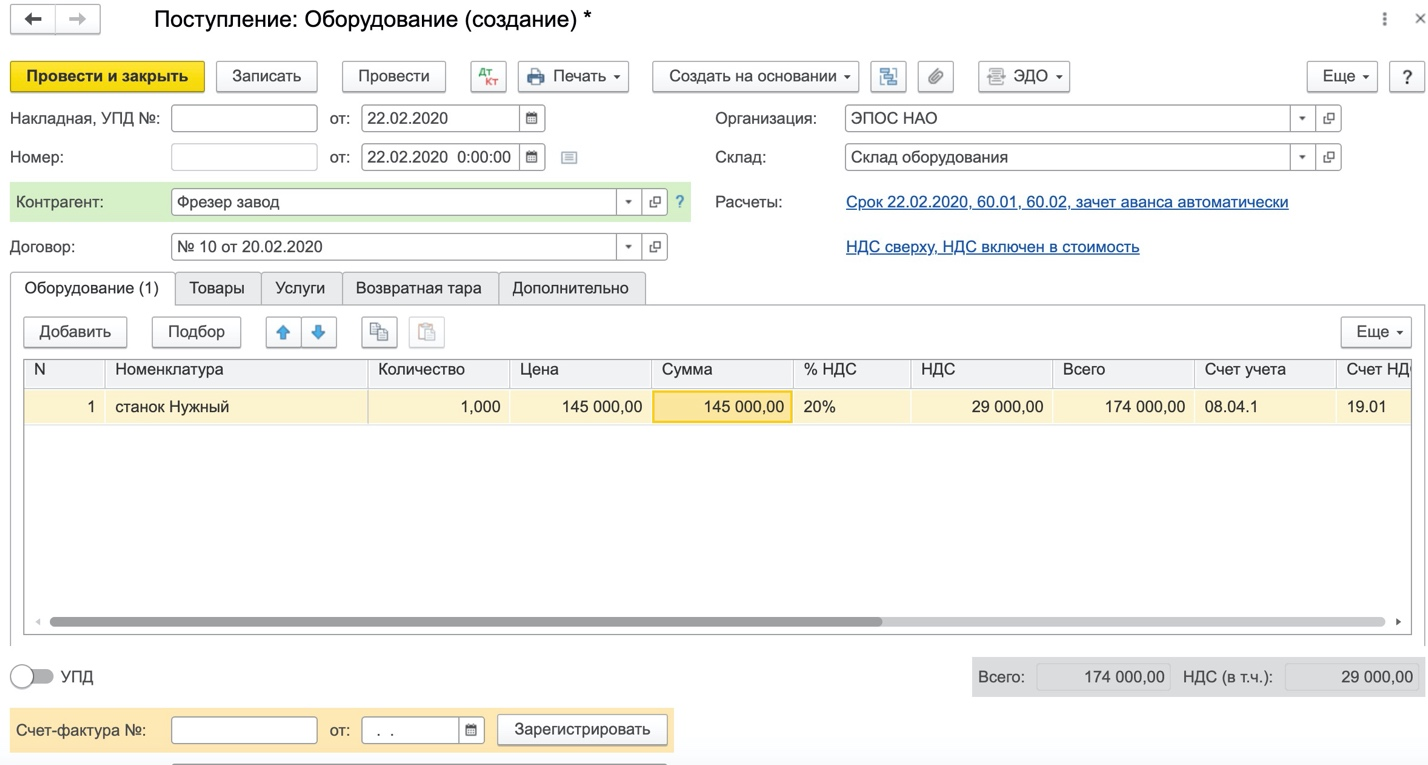 Поступление: Оборудование (создание) *
Провести и закрыть Записать Провести Дт Кт Печать Создать на основании ЭДО Еще ?
Накладная, УПД №: от: 22.02.2020 Организация: ЭПОС НАО
Номер: от: 22.02.2020 0:00:00 Склад: Склад оборудования
Контрагент: Фрезер завод ? Расчеты: Срок 22.02.2020, 60.01, 60.02, зачет аванса автоматически
Договор: № 10 от 20.02.2020 НДС сверху, НДС включен в стоимость
Оборудование (1) Товары Услуги Возвратная тара Дополнительно
Добавить Подбор Еще
N Номенклатура Количество Цена Сумма % НДС НДС Всего Счет учета Счет НД
1 станок Нужный 1,000 145 000,00 145 000,00 20% 29 000,00 174 000,00 08.04.1 19.01
УПД Всего: 174 000,00 НДС (в т.ч.): 29 000,00
Счет-фактура №: от: . . Зарегистрировать